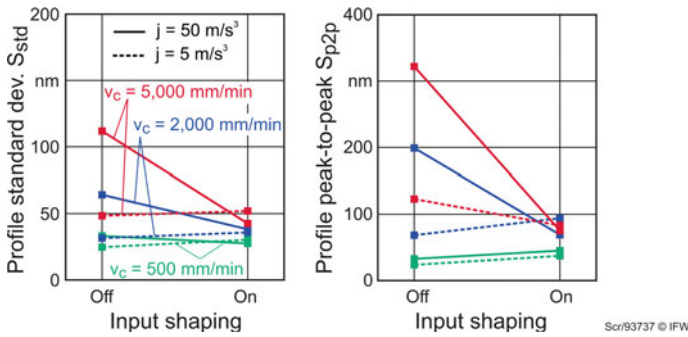 200
nm
100
50
0
Profile standard dev. Sstd
j = 50 m/s³
j = 5 m/s³
vc = 5,000 mm/min
vc = 2,000 mm/min
vc = 500 mm/min
Off
On
Input shaping
400
nm
200
100
0
Profile peak-to-peak Sp2p
Off
On
Input shaping
Scr/93737 © IFW